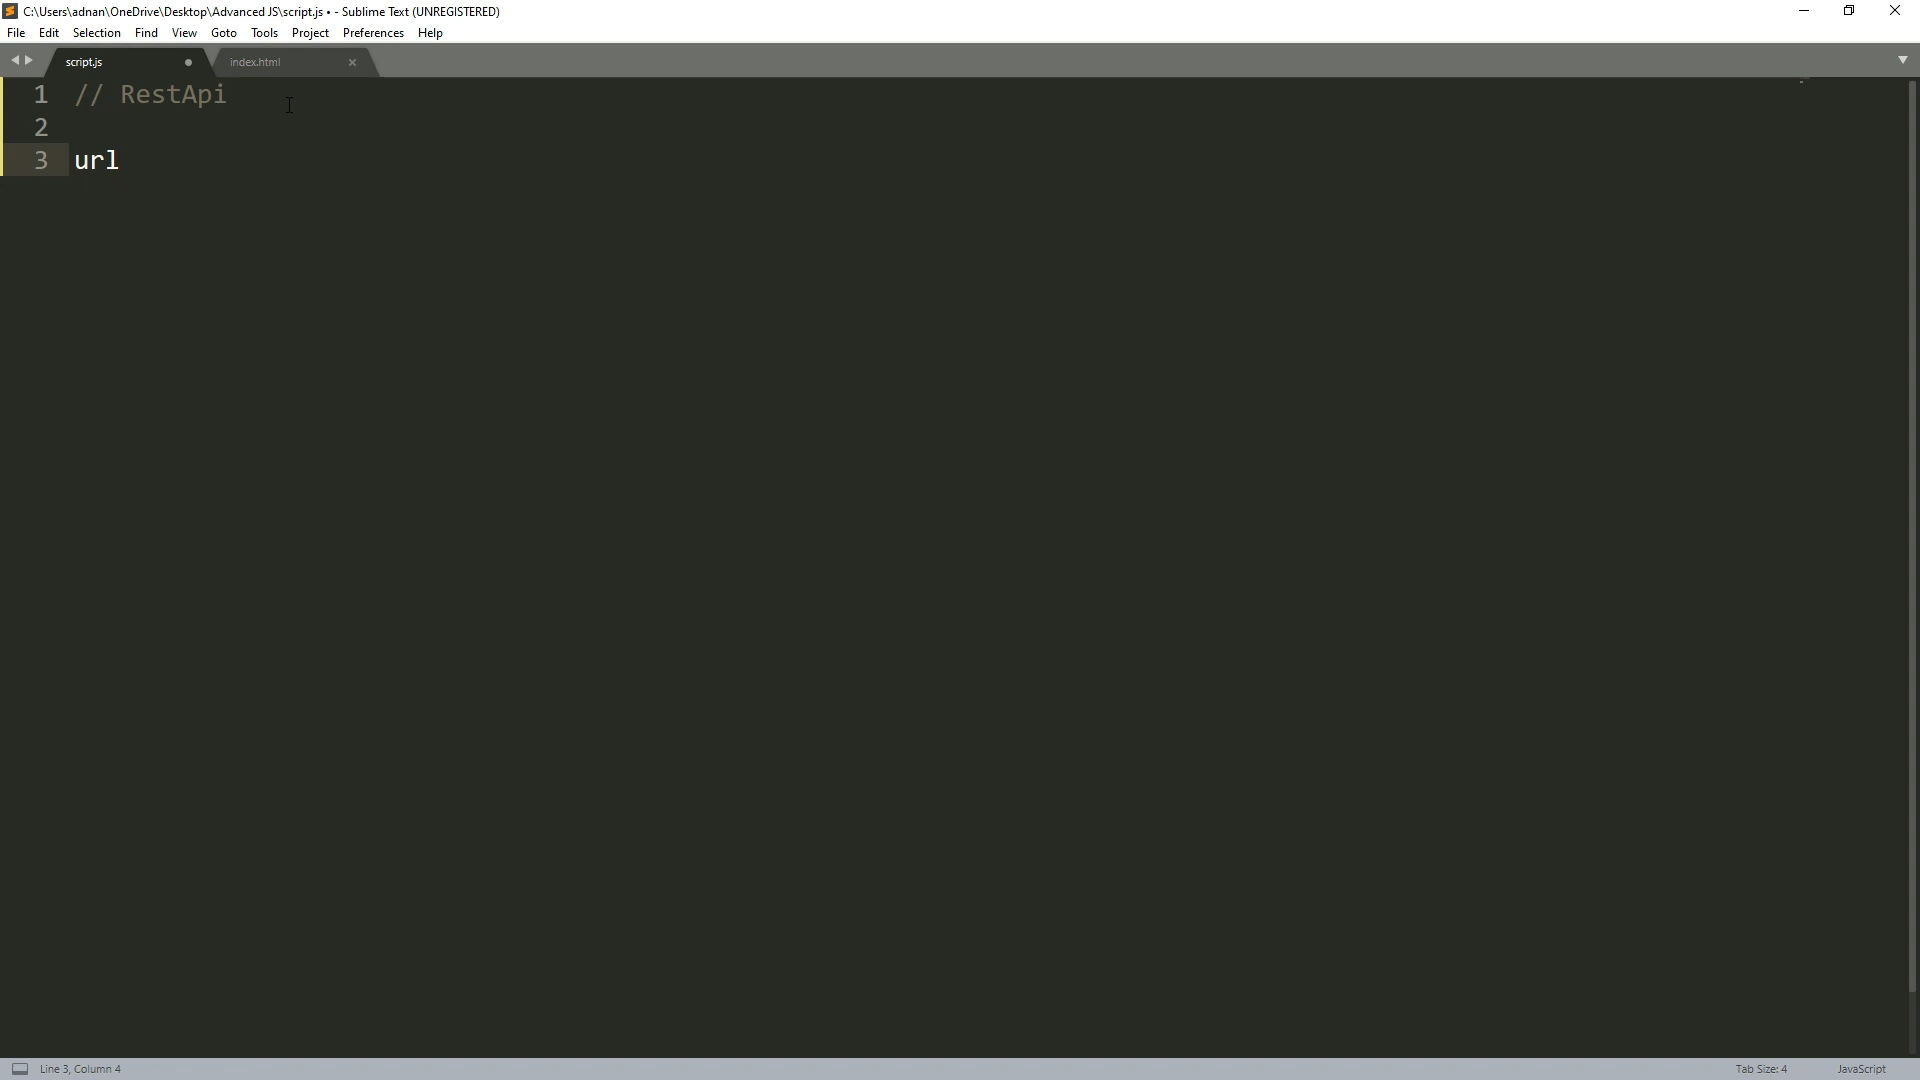 C:\Users\adnan\OneDrive\Desktop\Advanced JS\script.js • - Sublime Text (UNREGISTERED)
File Edit Selection Find View Goto Tools Project Preferences Help
script.js index.html
1 // RestApi
2
3 url
Line 3, Column 4 Tab Size: 4 JavaScript